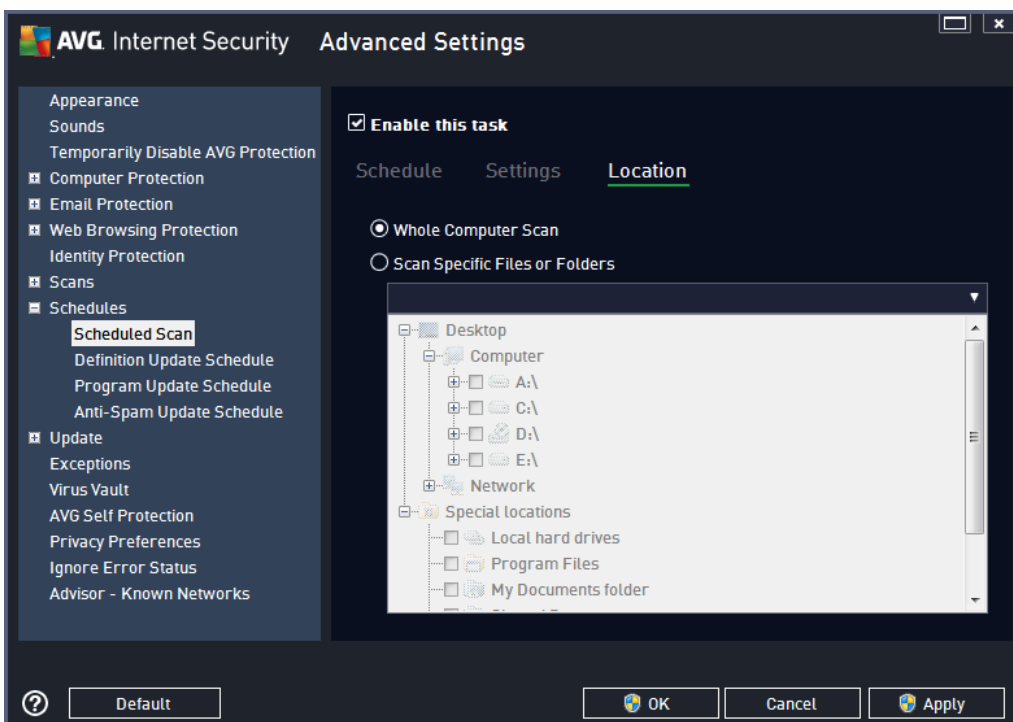 AVG. Internet Security Advanced Settings
Appearance
Sounds
Temporarily Disable AVG Protection
Computer Protection
Email Protection
Web Browsing Protection
Identity Protection
Scans
Schedules
Scheduled Scan
Definition Update Schedule
Program Update Schedule
Anti-Spam Update Schedule
Update
Exceptions
Virus Vault
AVG Self Protection
Privacy Preferences
Ignore Error Status
Advisor - Known Networks
Enable this task
Schedule Settings Location
Whole Computer Scan
Scan Specific Files or Folders
Desktop
Computer
A:\
C:\
D:\
E:\
Network
Special locations
Local hard drives
Program Files
My Documents folder
Default OK Cancel Apply